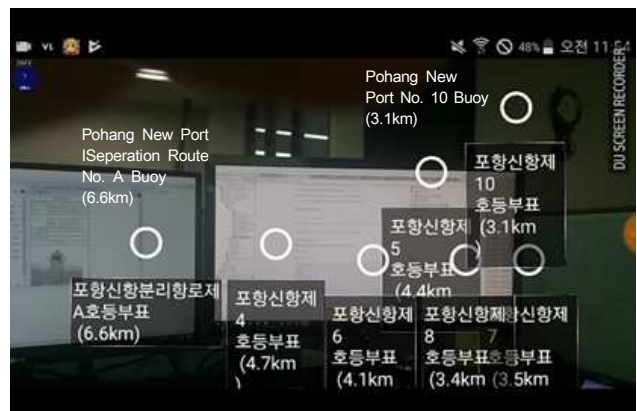 VL
48%
오전 11:54
DU SCREEN RECORDER
Pohang New
Port No. 10 Buoy
(3.1km)
Pohang New Port
ISeperation Route
No. A Buoy
(6.6km)
포항신항제
10
호등부표
(3.1km
)
포항신항제
5
호등부표
(4.4km
포항신항분리항로제
A호등부표
(6.6km)
포항신항제
4
호등부표
(4.7km
)
포항신항제
6
호등부표
(4.1km
포항신항제
8
호등부표
(3.4km
항신항제
7
호등부표
(3.5km